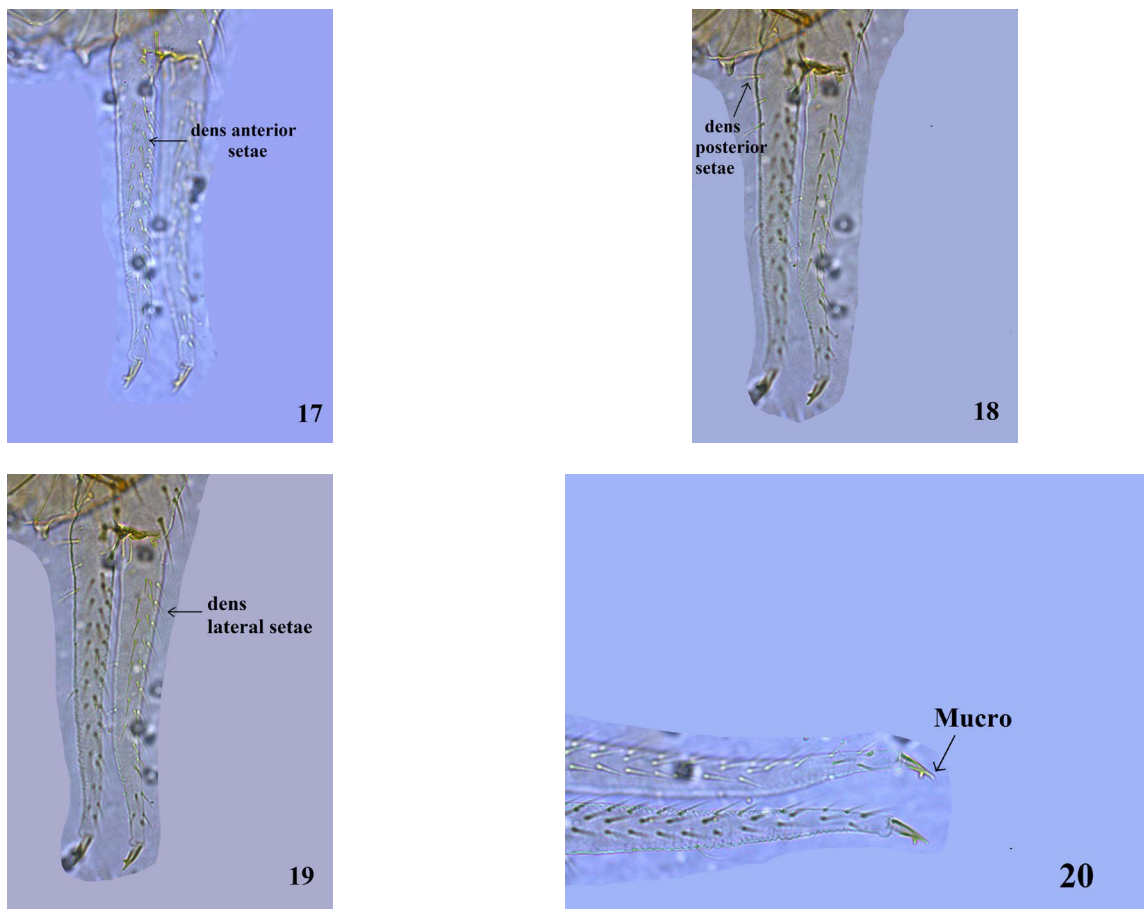 dens anterior
setae
17
dens
posterior
setae
18
dens
lateral setae
19
Mucro
20